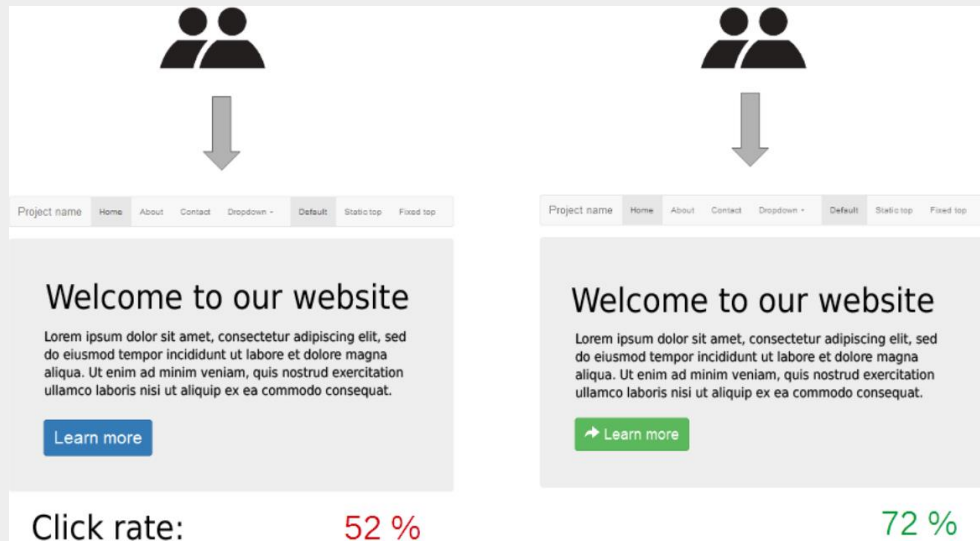 Project name Home About Contact Dropdown Default Static top Fixed top
Welcome to our website
Lorem ipsum dolor sit amet, consectetur adipiscing elit, sed
do eiusmod tempor incididunt ut labore et dolore magna
aliqua. Ut enim ad minim veniam, quis nostrud exercitation
ullamco laboris nisi ut aliquip ex ea commodo consequat.
Learn more
Click rate: 52 %
Project name Home About Contact Dropdown Default Static top Fixed top
Welcome to our website
Lorem ipsum dolor sit amet, consectetur adipiscing elit, sed
do eiusmod tempor incididunt ut labore et dolore magna
aliqua. Ut enim ad minim veniam, quis nostrud exercitation
ullamco laboris nisi ut aliquip ex ea commodo consequat.
Learn more
72 %